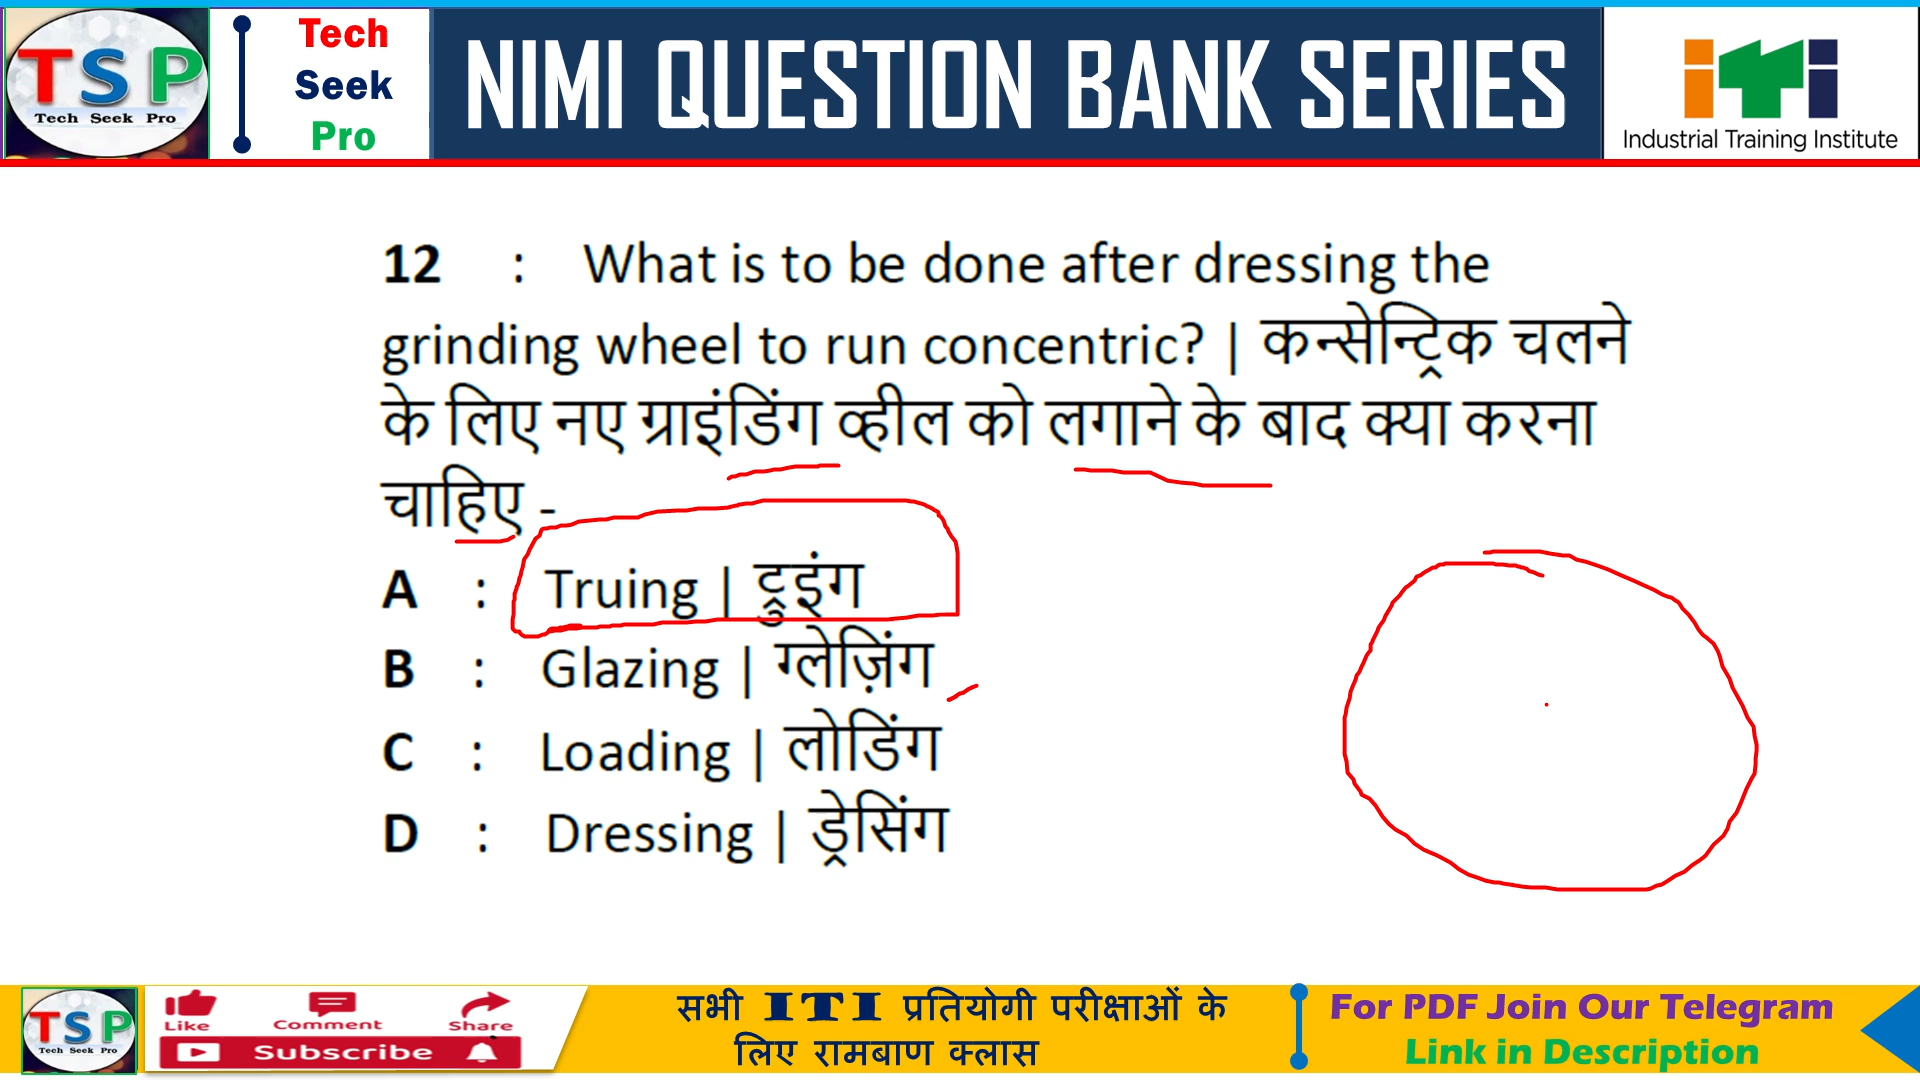 TSP
Tech Seek Pro
Tech
Seek
Pro
NIMI QUESTION BANK SERIES
iTi
Industrial Training Institute
12 : What is to be done after dressing the
grinding wheel to run concentric? | कन्सेन्ट्रिक चलने
के लिए नए ग्राइंडिंग व्हील को लगाने के बाद क्या करना
चाहिए -
A : Truing | ट्रुइंग
B : Glazing | ग्लेज़िंग
C : Loading | लोडिंग
D : Dressing | ड्रेसिंग
TSP
Tech Seek Pro
Like Comment Share
Subscribe
सभी ITI प्रतियोगी परीक्षाओं के
लिए रामबाण क्लास
For PDF Join Our Telegram
Link in Description